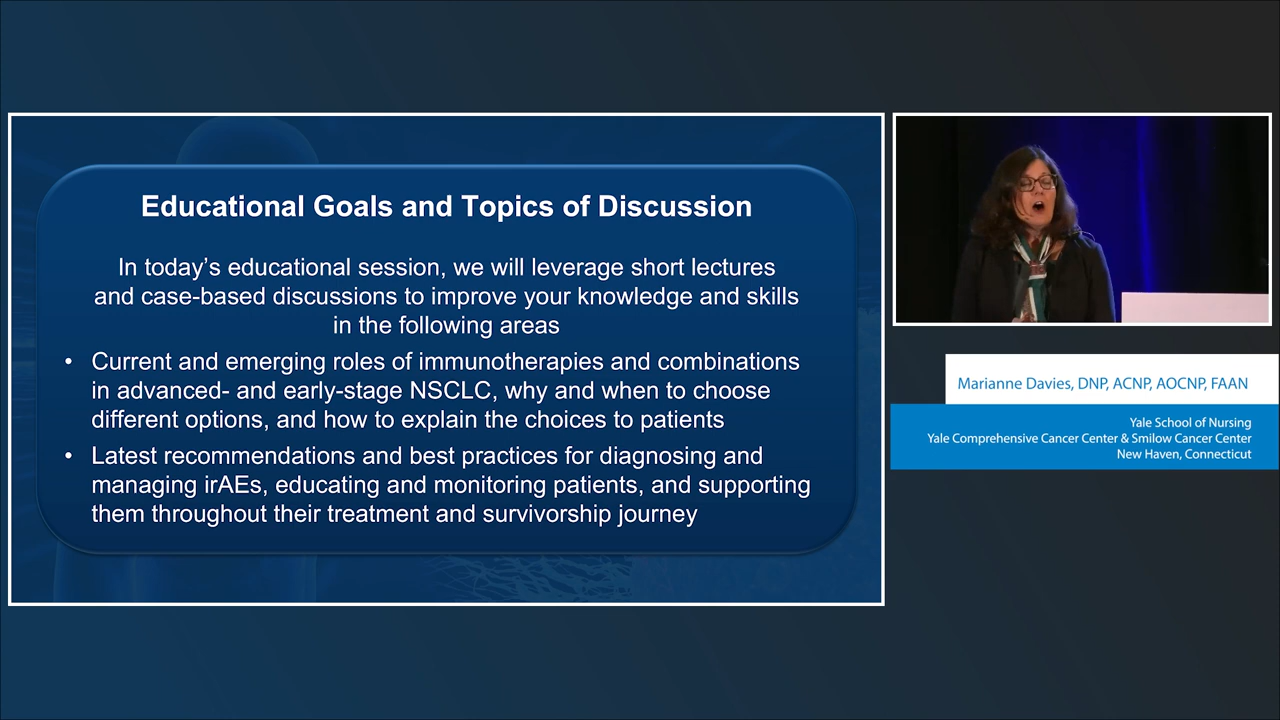 Educational Goals and Topics of Discussion
In today’s educational session, we will leverage short lectures
and case-based discussions to improve your knowledge and skills
in the following areas
• Current and emerging roles of immunotherapies and combinations
in advanced- and early-stage NSCLC, why and when to choose
different options, and how to explain the choices to patients
• Latest recommendations and best practices for diagnosing and
managing irAEs, educating and monitoring patients, and supporting
them throughout their treatment and survivorship journey
Marianne Davies, DNP, ACNP, AOCNP, FAAN
Yale School of Nursing
Yale Comprehensive Cancer Center & Smilow Cancer Center
New Haven, Connecticut